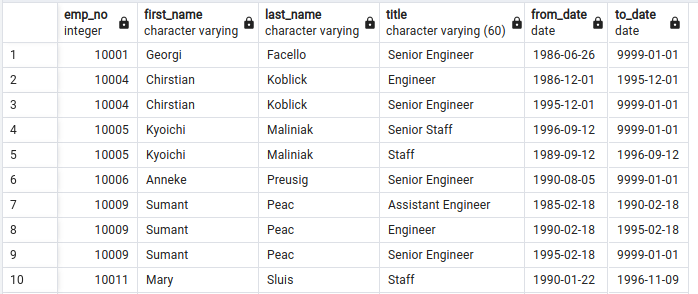 emp_no first_name last_name title from_date to_date
integer character varying character varying character varying (60) date date
1 10001 Georgi Facello Senior Engineer 1986-06-26 9999-01-01
2 10004 Chirstian Koblick Engineer 1986-12-01 1995-12-01
3 10004 Chirstian Koblick Senior Engineer 1995-12-01 9999-01-01
4 10005 Kyoichi Maliniak Senior Staff 1996-09-12 9999-01-01
5 10005 Kyoichi Maliniak Staff 1989-09-12 1996-09-12
6 10006 Anneke Preusig Senior Engineer 1990-08-05 9999-01-01
7 10009 Sumant Peac Assistant Engineer 1985-02-18 1990-02-18
8 10009 Sumant Peac Engineer 1990-02-18 1995-02-18
9 10009 Sumant Peac Senior Engineer 1995-02-18 9999-01-01
10 10011 Mary Sluis Staff 1990-01-22 1996-11-09